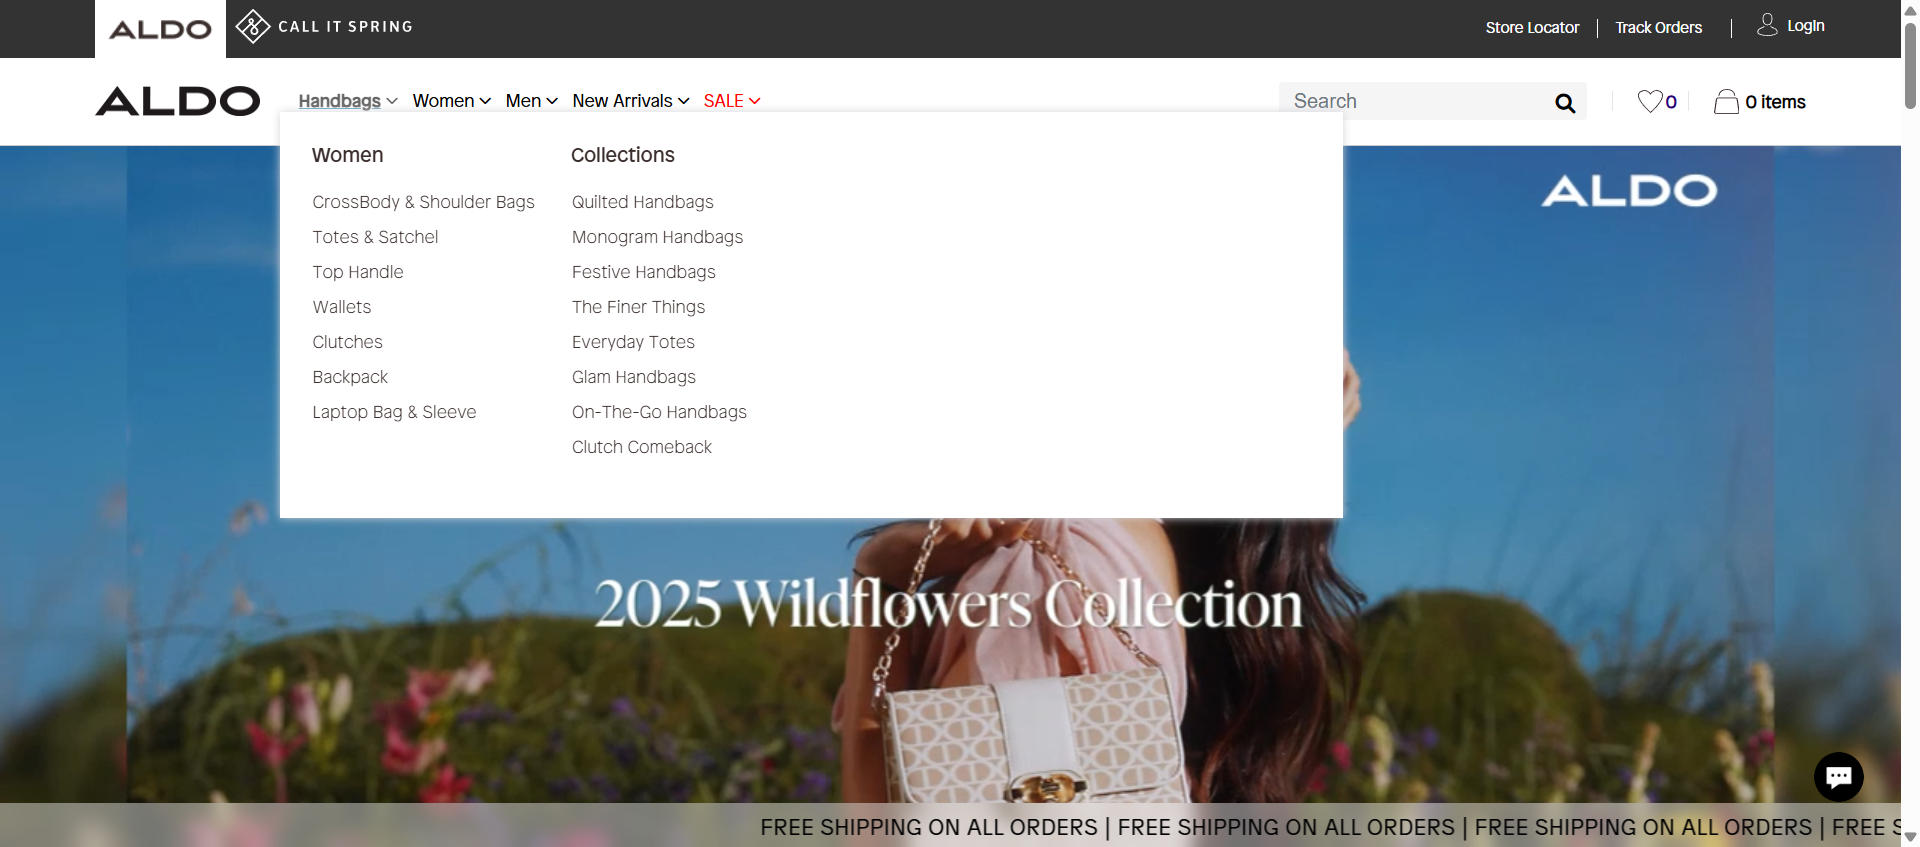 ALDO
CALL IT SPRING
Store Locator
Track Orders
Login
ALDO
Handbags
Women
Men
New Arrivals
SALE
Search
0
0 items
Women
CrossBody & Shoulder Bags
Totes & Satchel
Top Handle
Wallets
Clutches
Backpack
Laptop Bag & Sleeve
Collections
Quilted Handbags
Monogram Handbags
Festive Handbags
The Finer Things
Everyday Totes
Glam Handbags
On-The-Go Handbags
Clutch Comeback
ALDO
2025 Wildflowers Collection
FREE SHIPPING ON ALL ORDERS | FREE SHIPPING ON ALL ORDERS | FREE SHIPPING ON ALL ORDERS | FREE S